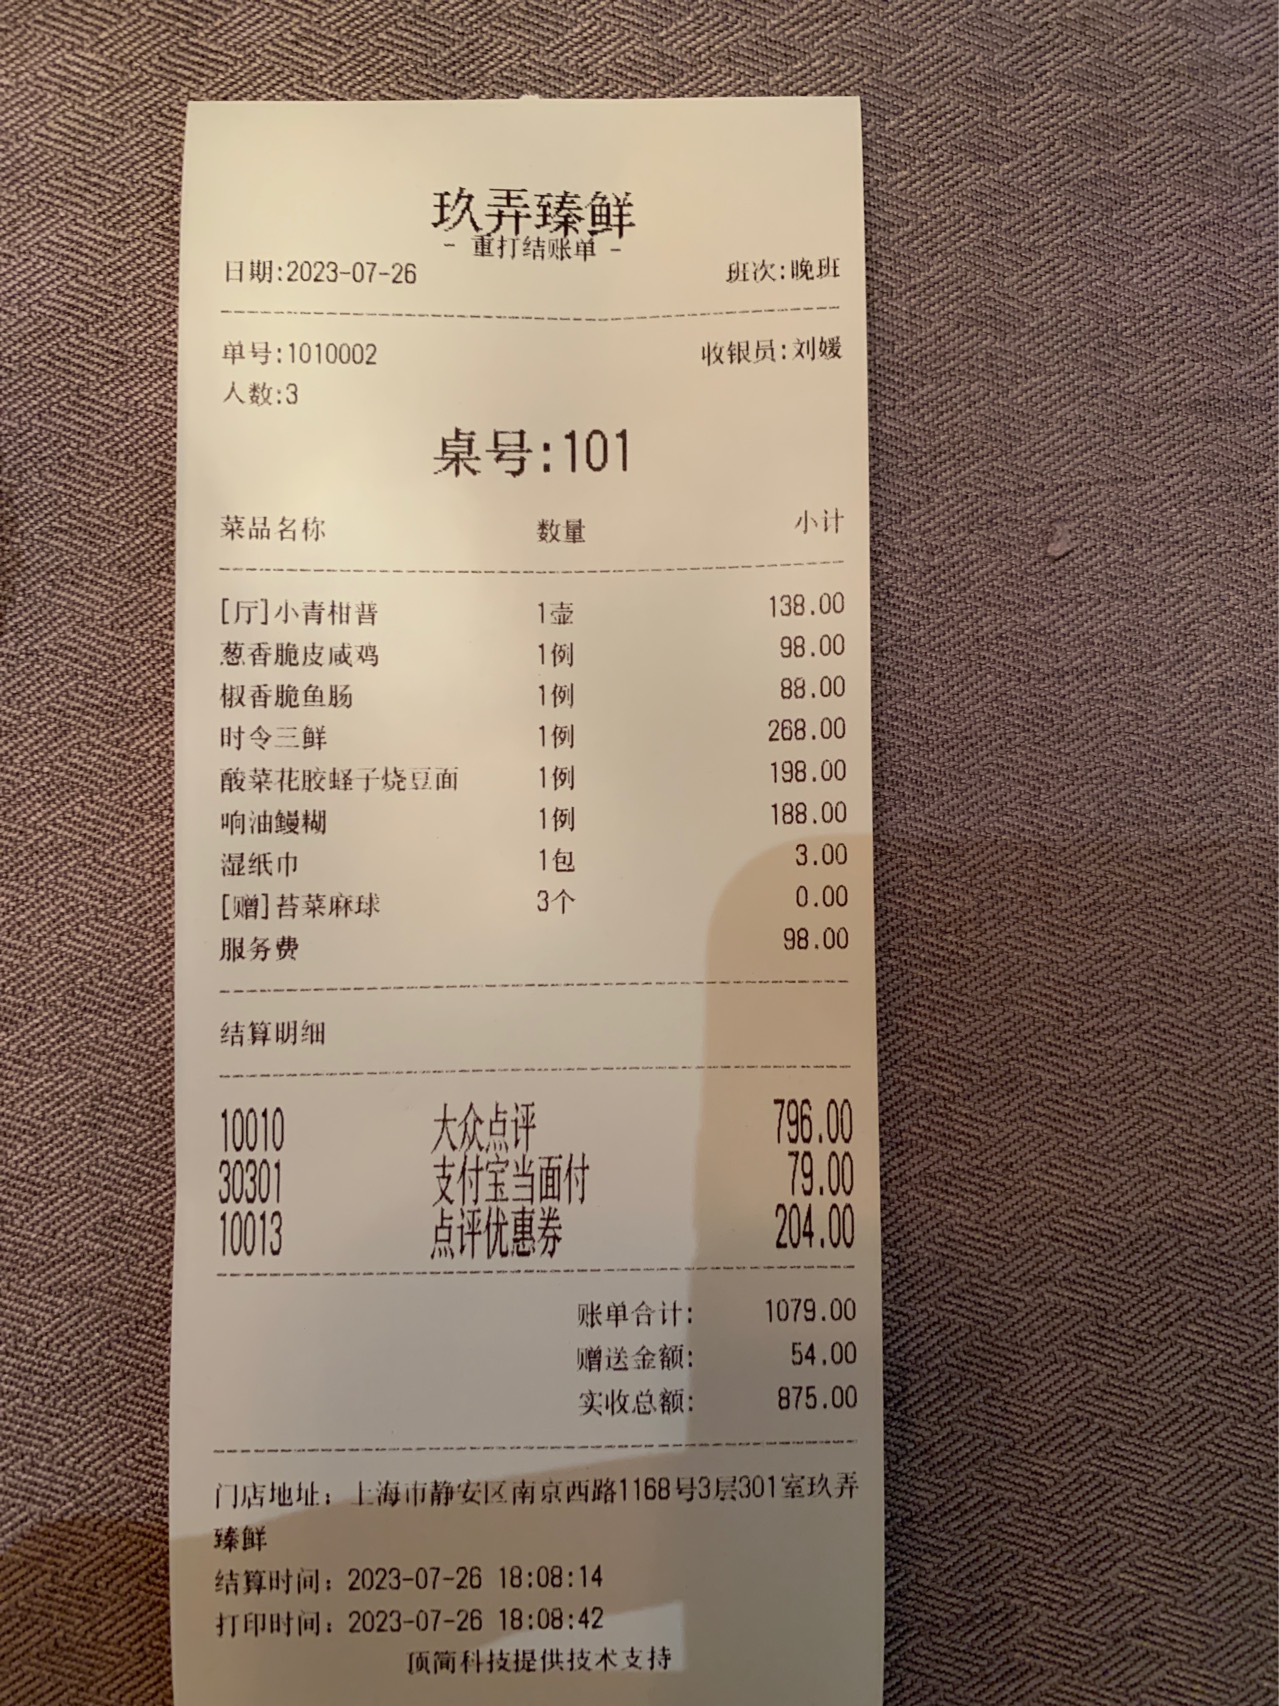 玖弄臻鲜
- 重打结账单 -
日期:2023-07-26 班次:晚班
单号:1010002 收银员:刘媛
人数:3
桌号:101
菜品名称 数量 小计
[厅]小青柑普 1壶 138.00
葱香脆皮咸鸡 1例 98.00
椒香脆鱼肠 1例 88.00
时令三鲜 1例 268.00
酸菜花胶蛏子烧豆面 1例 198.00
响油鳗糊 1例 188.00
湿纸巾 1包 3.00
[赠]苔菜麻球 3个 0.00
服务费 98.00
结算明细
10010 大众点评 796.00
30301 支付宝当面付 79.00
10013 点评优惠券 204.00
账单合计: 1079.00
赠送金额: 54.00
实收总额: 875.00
门店地址：上海市静安区南京西路1168号3层301室玖弄
臻鲜
结算时间：2023-07-26 18:08:14
打印时间：2023-07-26 18:08:42
顶简科技提供技术支持